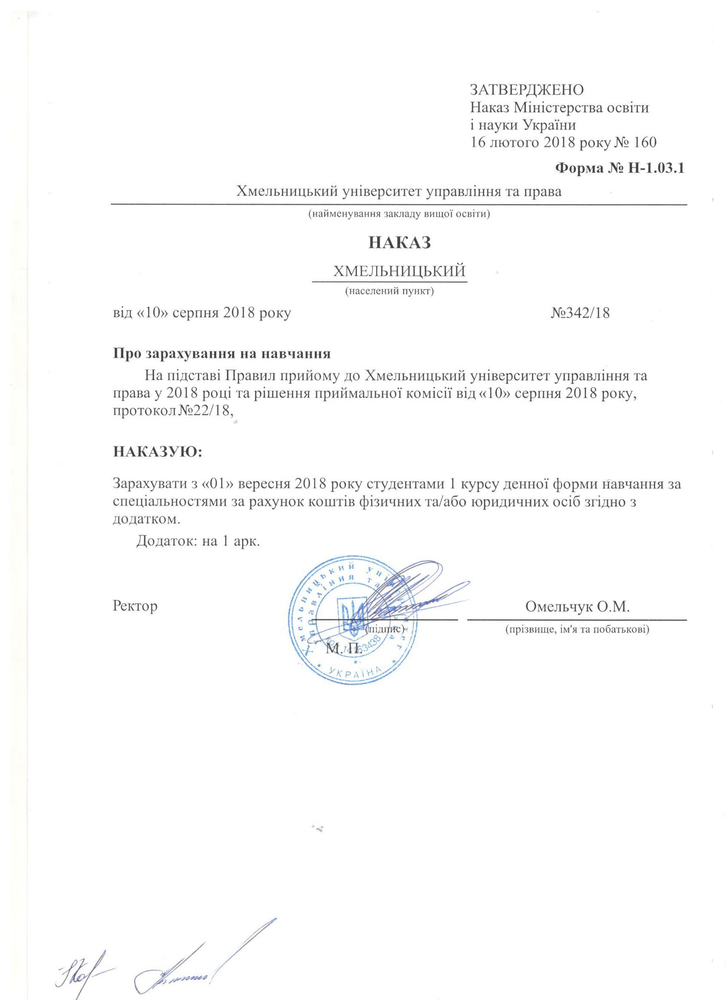 ЗАТВЕРДЖЕНО
Наказ Міністерства освіти
і науки України
16 лютого 2018 року № 160
Форма № Н-1.03.1
Хмельницький університет управління та права
(найменування закладу вищої освіти)
НАКАЗ
ХМЕЛЬНИЦЬКИЙ
(населений пункт)
від «10» серпня 2018 року №342/18
Про зарахування на навчання
На підставі Правил прийому до Хмельницький університет управління та
права у 2018 році та рішення приймальної комісії від «10» серпня 2018 року,
протокол №22/18,
НАКАЗУЮ:
Зарахувати з «01» вересня 2018 року студентами 1 курсу денної форми навчання за
спеціальностями за рахунок коштів фізичних та/або юридичних осіб згідно з
додатком.
Додаток: на 1 арк.
Ректор Омельчук О.М.
(підпис) (прізвище, ім'я та побатькові)
М. П.
Хмельницький університет
управління та права
код 14163438
* УКРАЇНА *